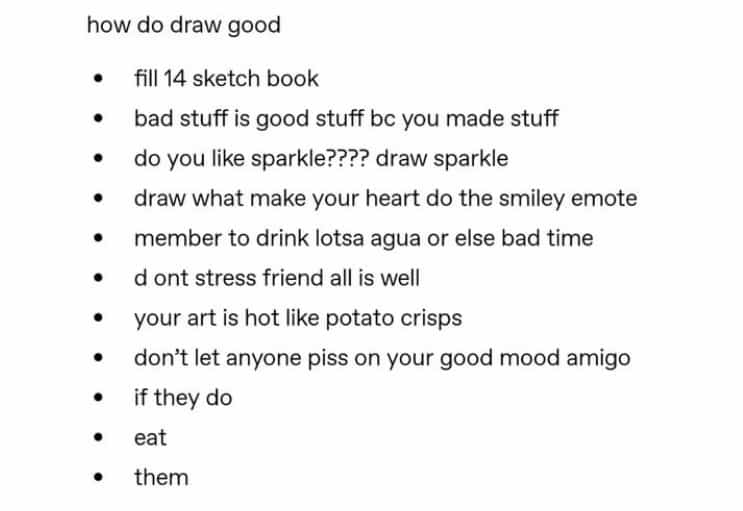 how do draw good
• fill 14 sketch book
• bad stuff is good stuff bc you made stuff
• do you like sparkle???? draw sparkle
• draw what make your heart do the smiley emote
• member to drink lotsa agua or else bad time
• d ont stress friend all is well
• your art is hot like potato crisps
• don’t let anyone piss on your good mood amigo
• if they do
• eat
• them